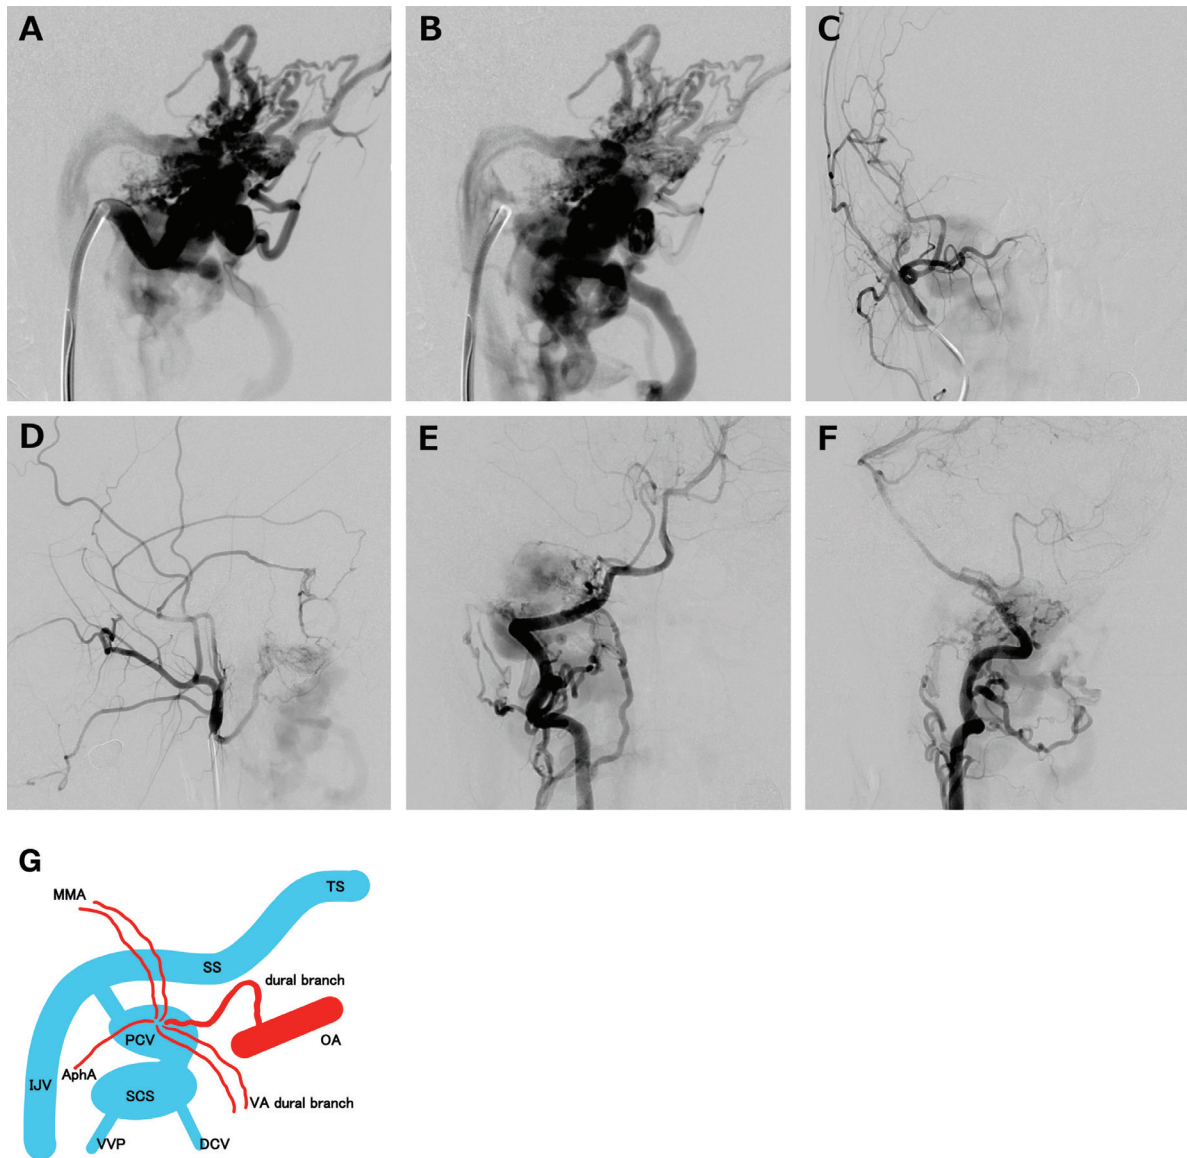 A
B
C
D
E
F
G
MMA
TS
SS
dural branch
PCV
OA
IJV
AphA
SCS
VA dural branch
VVP
DCV